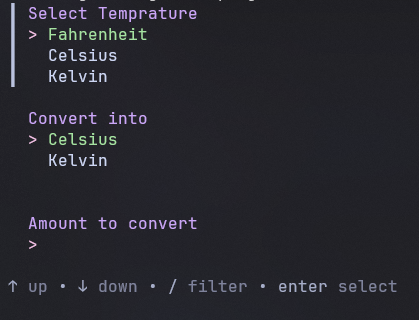 Select Temprature
> Fahrenheit
Celsius
Kelvin
Convert into
> Celsius
Kelvin
Amount to convert
>
↑ up • ↓ down • / filter • enter select